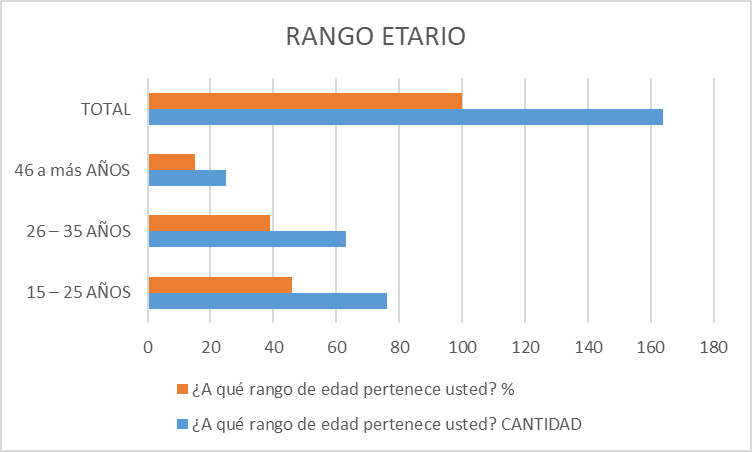 RANGO ETARIO
TOTAL
46 a más AÑOS
26 – 35 AÑOS
15 – 25 AÑOS
0 20 40 60 80 100 120 140 160 180
¿A qué rango de edad pertenece usted? %
¿A qué rango de edad pertenece usted? CANTIDAD